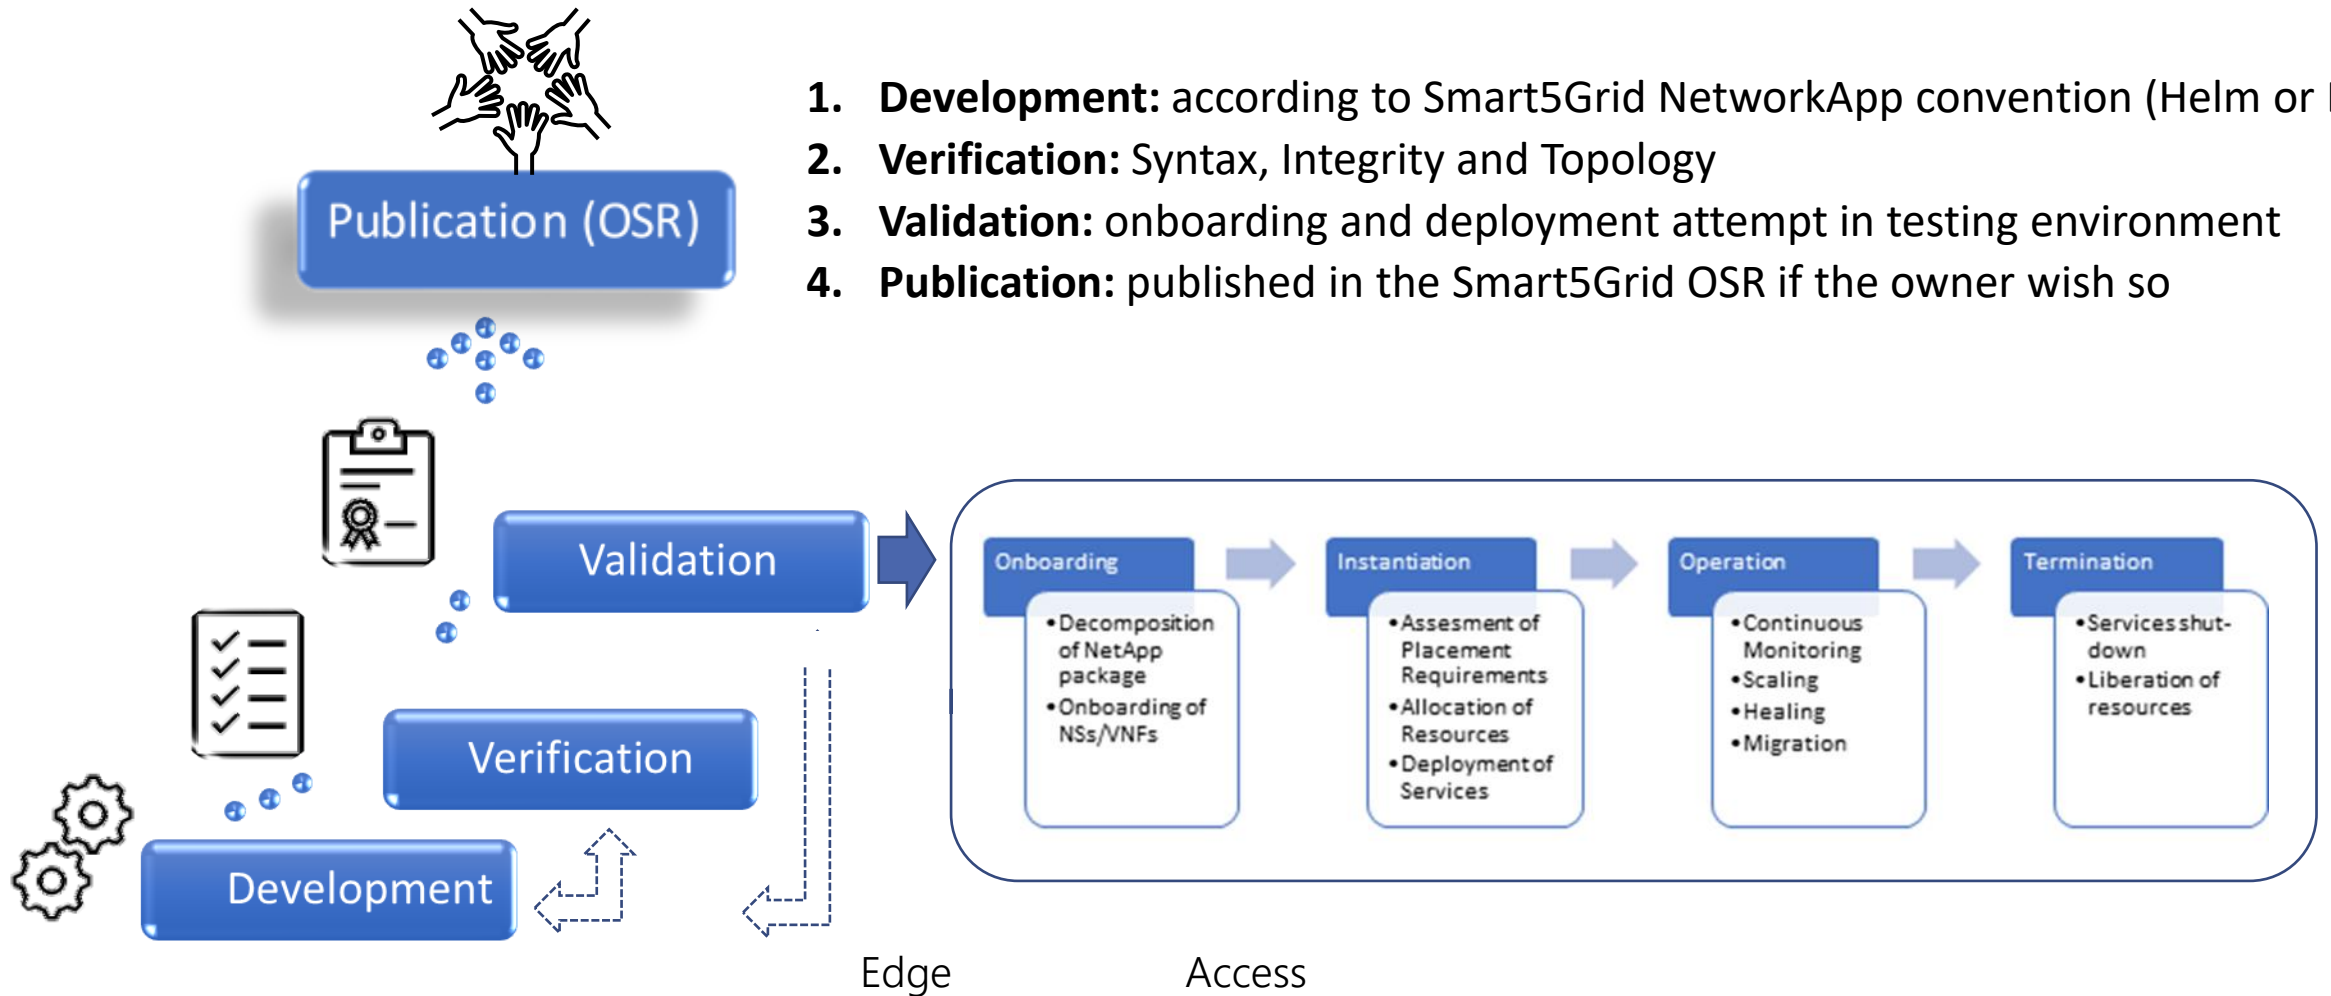 1. Development: according to Smart5Grid NetworkApp convention (Helm or
2. Verification: Syntax, Integrity and Topology
3. Validation: onboarding and deployment attempt in testing environment
4. Publication: published in the Smart5Grid OSR if the owner wish so
Publication (OSR)
Validation
Verification
Development
Onboarding
•Decomposition
of NetApp
package
•Onboarding of
NSs/VNFs
Instantiation
•Assesment of
Placement
Requirements
•Allocation of
Resources
•Deployment of
Services
Operation
•Continuous
Monitoring
•Scaling
•Healing
•Migration
Termination
•Services shut-
down
•Liberation of
resources
Edge
Access